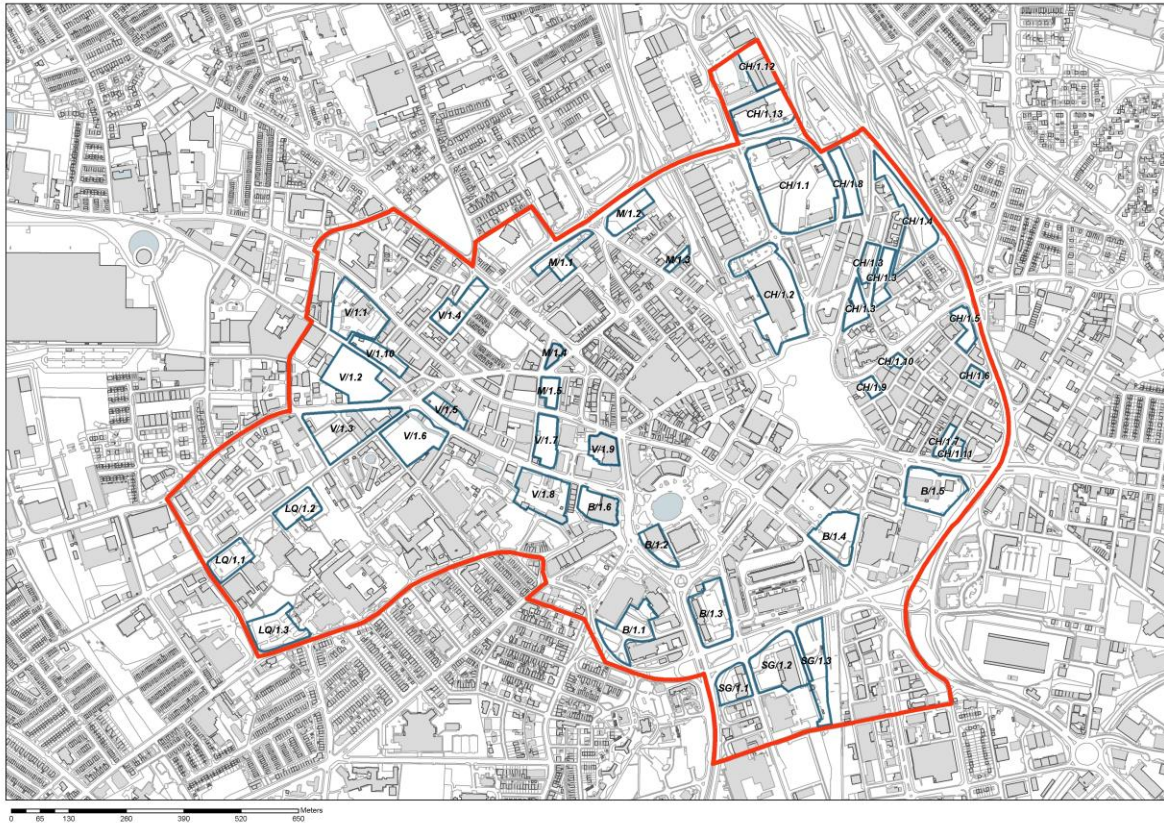 CH/1.12
CH/1.13
CH/1.1
CH/1.8
M/1.2
CH/1.4
M/1.1
M/1.3
CH/1.3
CH/1.3
CH/1.2
V/1.1
V/1.4
CH/1.3
CH/1.5
V/1.10
M/1.4
CH/1.10
V/1.2
CH/1.6
M/1.5
CH/1.9
V/1.5
V/1.3
V/1.6
V/1.7
CH/1.7
V/1.9
CH/1.11
B/1.5
V/1.8
LQ/1.2
B/1.6
B/1.4
B/1.2
LQ/1.1
B/1.3
LQ/1.3
B/1.1
SG/1.3
SG/1.2
SG/1.1
Meters
0 65 130 260 390 520 650